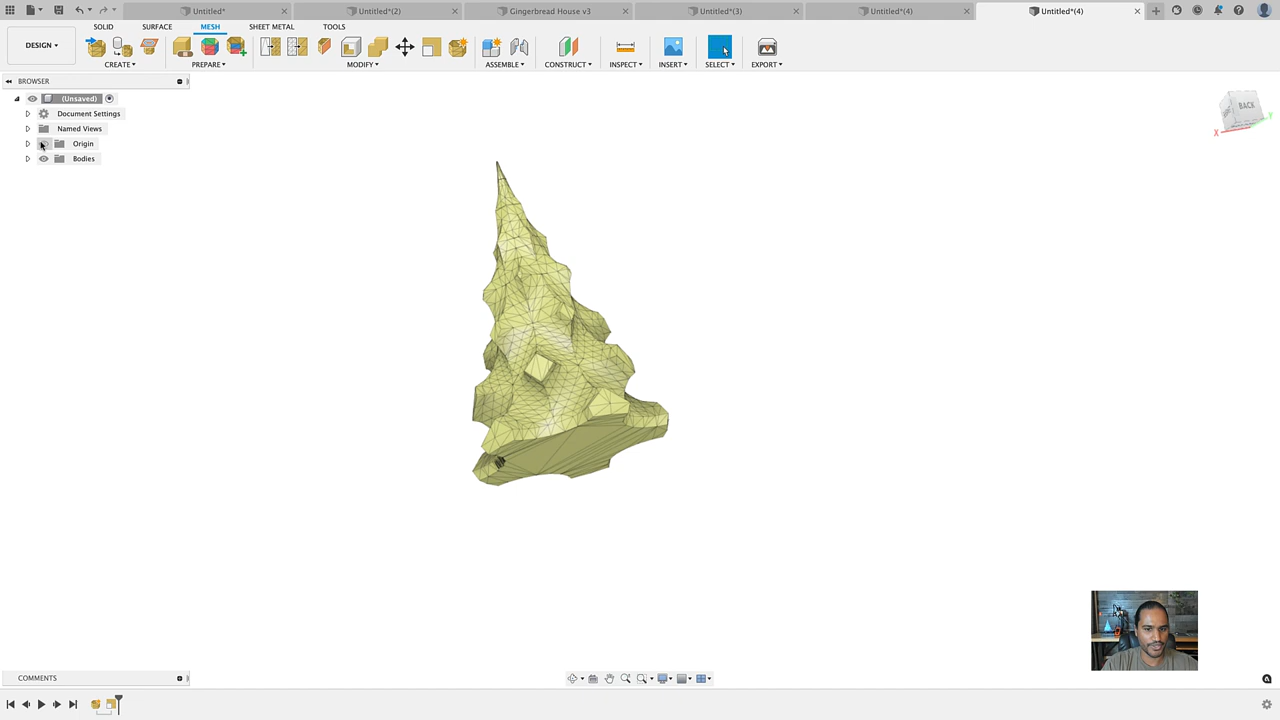 Untitled* Untitled*(2) Gingerbread House v3 Untitled*(3) Untitled*(4) Untitled*(4)
SOLID SURFACE MESH SHEET METAL TOOLS
DESIGN
CREATE PREPARE MODIFY ASSEMBLE CONSTRUCT INSPECT INSERT SELECT EXPORT
BROWSER
(Unsaved)
Document Settings
Named Views
Origin
Bodies
BACK
X
Y
COMMENTS